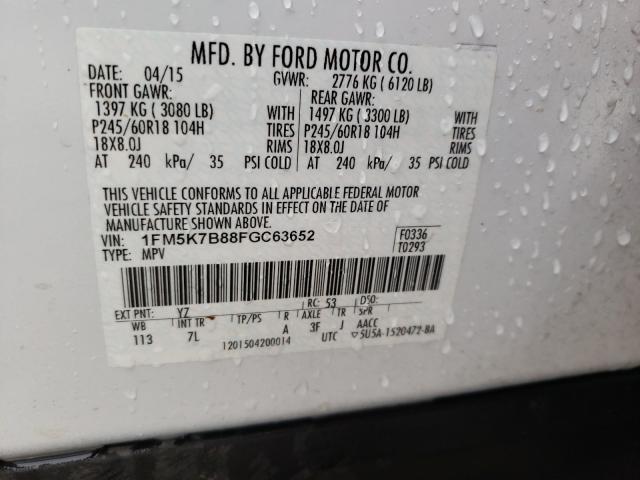 MFD. BY FORD MOTOR CO.
DATE: 04/15 GVWR: 2776 KG ( 6120 LB)
FRONT GAWR: REAR GAWR:
1397 KG ( 3080 LB) WITH 1497 KG ( 3300 LB) WITH
P245/60R18 104H TIRES P245/60R18 104H TIRES
18X8.0J RIMS 18X8.0J RIMS
AT 240 kPa/ 35 PSI COLD AT 240 kPa/ 35 PSI COLD
THIS VEHICLE CONFORMS TO ALL APPLICABLE FEDERAL MOTOR
VEHICLE SAFETY STANDARDS IN EFFECT ON THE DATE OF
MANUFACTURE SHOWN ABOVE.
VIN: 1FM5K7B88FGC63652 F0336
TYPE: MPV T0293
EXT PNT: YZ RC: 53 DSO:
WB INT TR TP/PS R AXLE TR SPR
113 7L A 3F J AACC
1201504200014 UTC 5U5A-1520472-BA